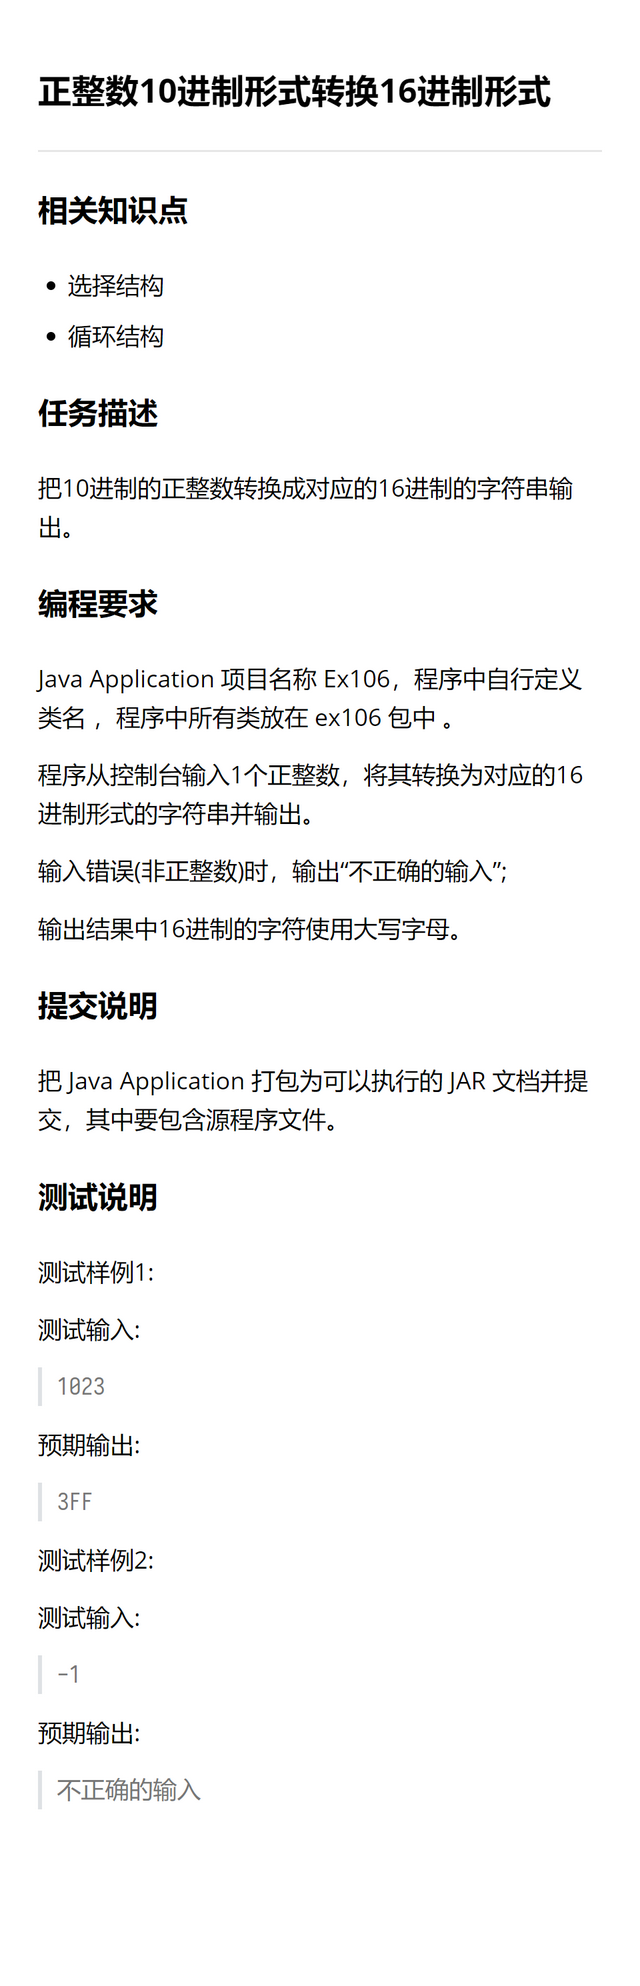 正整数10进制形式转换16进制形式
相关知识点
选择结构
循环结构
任务描述
把10进制的正整数转换成对应的16进制的字符串输
出。
编程要求
Java Application 项目名称 Ex106，程序中自行定义
类名 ，程序中所有类放在 ex106 包中 。
程序从控制台输入1个正整数，将其转换为对应的16
进制形式的字符串并输出。
输入错误(非正整数)时，输出“不正确的输入”;
输出结果中16进制的字符使用大写字母。
提交说明
把 Java Application 打包为可以执行的 JAR 文档并提
交，其中要包含源程序文件。
测试说明
测试样例1:
测试输入:
1023
预期输出:
3FF
测试样例2:
测试输入:
-1
预期输出:
不正确的输入